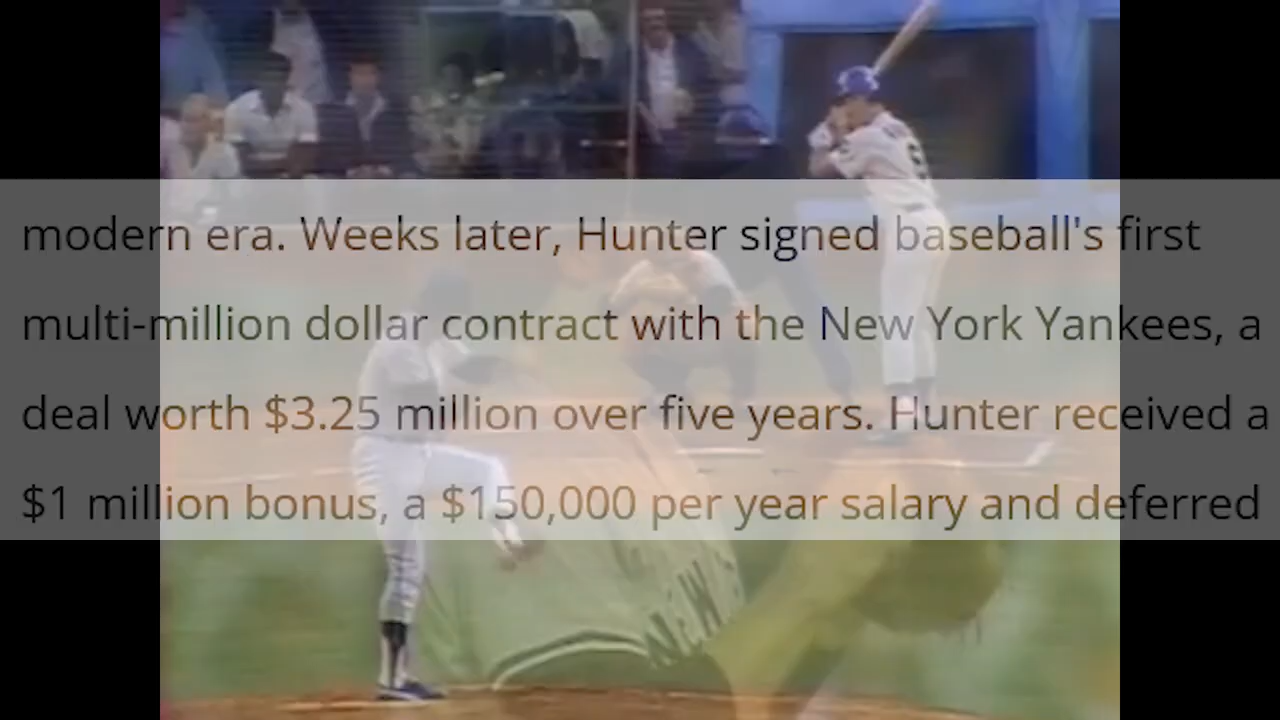 modern era. Weeks later, Hunter signed baseball's first
multi-million dollar contract with the New York Yankees, a
deal worth $3.25 million over five years. Hunter received a
$1 million bonus, a $150,000 per year salary and deferred
NEW